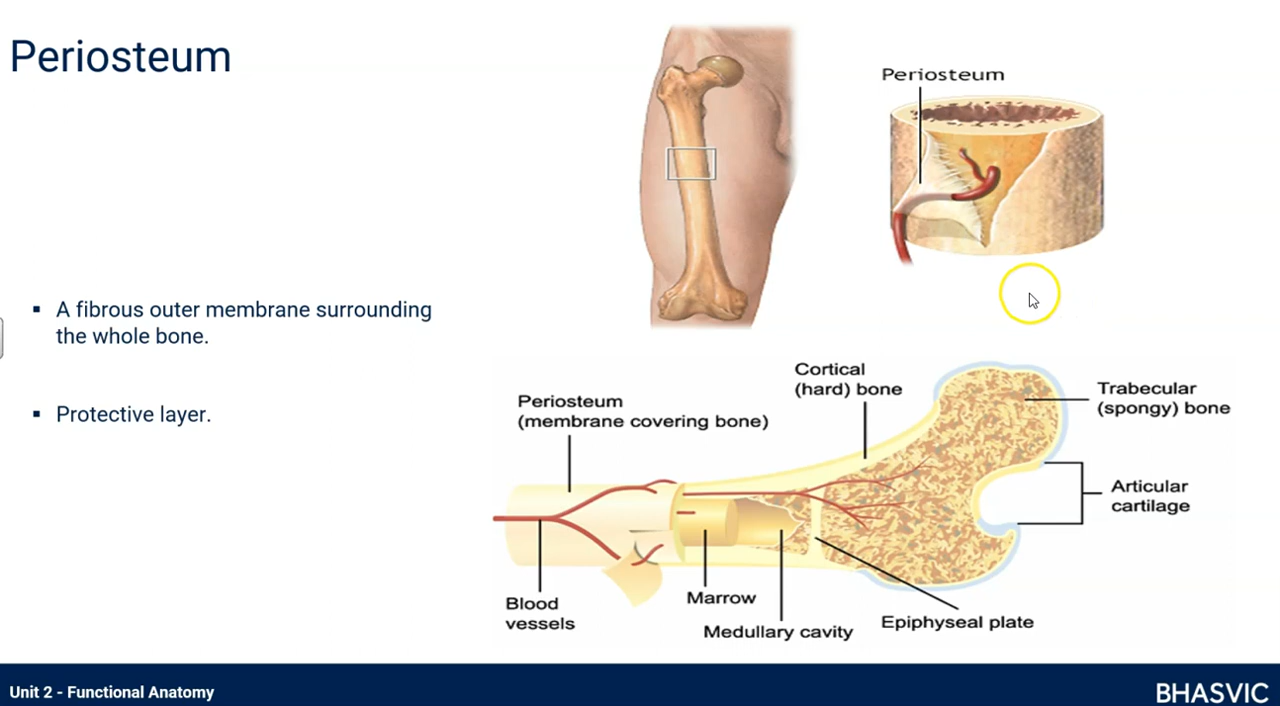 Periosteum
Periosteum
▪ A fibrous outer membrane surrounding
the whole bone.
▪ Protective layer.
Cortical
(hard) bone
Trabecular
(spongy) bone
Periosteum
(membrane covering bone)
Articular
cartilage
Blood
vessels
Marrow
Medullary cavity
Epiphyseal plate
Unit 2 - Functional Anatomy
BHASVIC